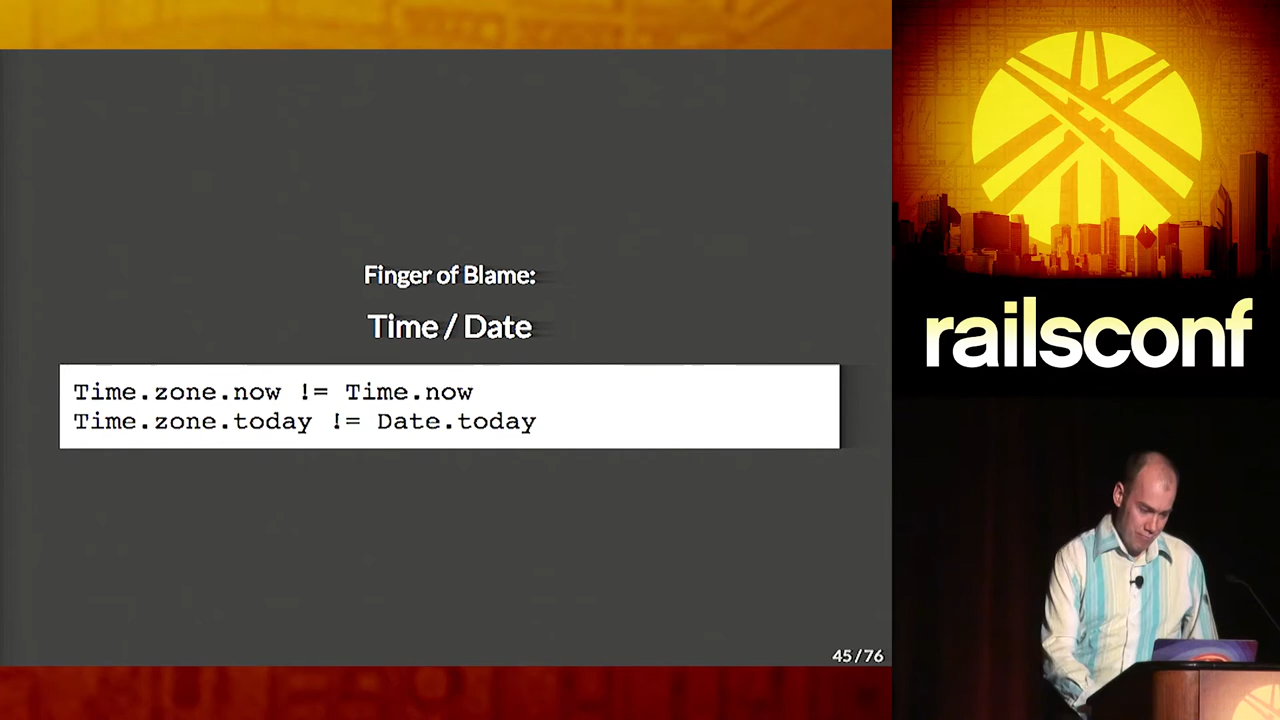 Finger of Blame:
Time / Date
Time.zone.now != Time.now
Time.zone.today != Date.today
45/76
railsconf